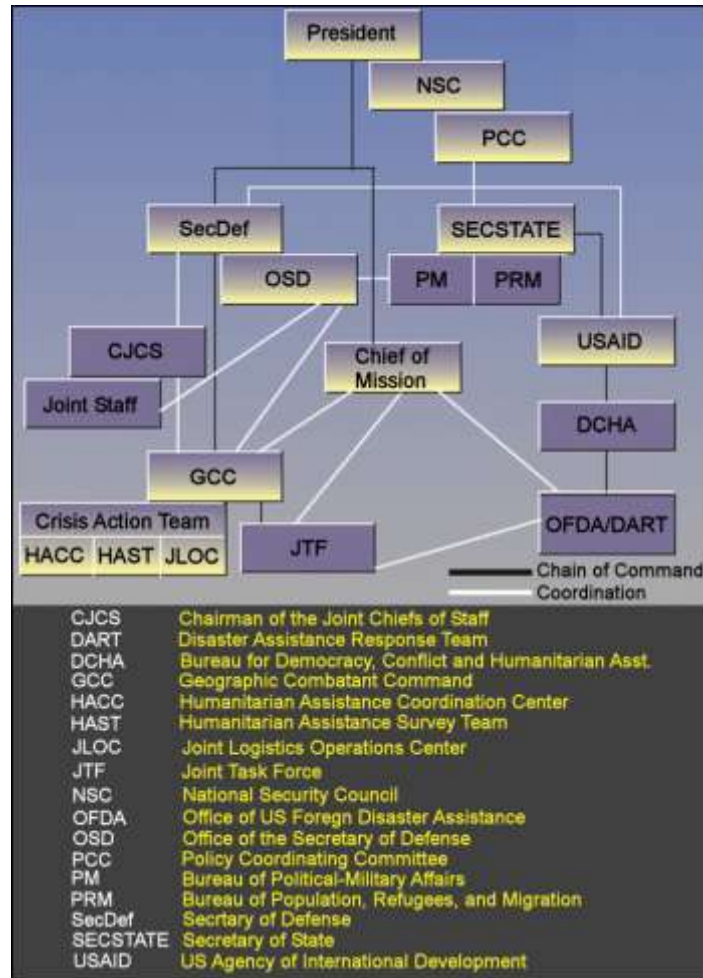 President
NSC
PCC
SecDef
SECSTATE
OSD
PM PRM
CJCS
Joint Staff
Chief of
Mission
USAID
DCHA
GCC
Crisis Action Team
HACC HAST JLOC
JTF
OFDA/DART
Chain of Command
Coordination
CJCS Chairman of the Joint Chiefs of Staff
DART Disaster Assistance Response Team
DCHA Bureau for Democracy, Conflict and Humanitarian Asst.
GCC Geographic Combatant Command
HACC Humanitarian Assistance Coordination Center
HAST Humanitarian Assistance Survey Team
JLOC Joint Logistics Operations Center
JTF Joint Task Force
NSC National Security Council
OFDA Office of US Foregn Disaster Assistance
OSD Office of the Secretary of Defense
PCC Policy Coordinating Committee
PM Bureau of Political-Military Affairs
PRM Bureau of Population, Refugees, and Migration
SecDef Secrtary of Defense
SECSTATE Secretary of State
USAID US Agency of International Development